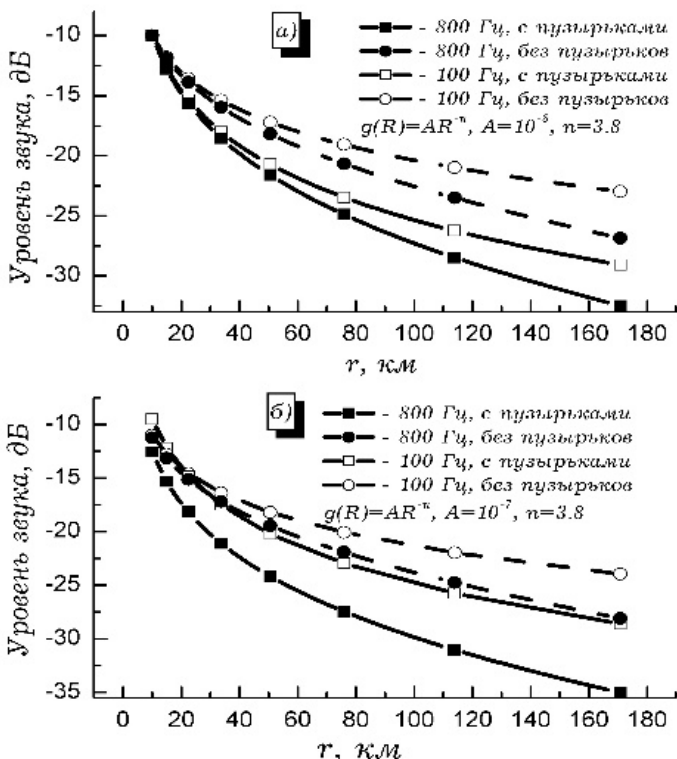 а)
- 800 Гц, с пузырьками
- 800 Гц, без пузырьков
- 100 Гц, с пузырьками
- 100 Гц, без пузырьков
g(R)=AR⁻ⁿ, A=10⁻⁶, n=3.8
Уровень звука, дБ
-10
-15
-20
-25
-30
0 20 40 60 80 100 120 140 160 180
r, км
б)
- 800 Гц, с пузырьками
- 800 Гц, без пузырьков
- 100 Гц, с пузырьками
- 100 Гц, без пузырьков
g(R)=AR⁻ⁿ, A=10⁻⁷, n=3.8
Уровень звука, дБ
-10
-15
-20
-25
-30
-35
0 20 40 60 80 100 120 140 160 180
r, км